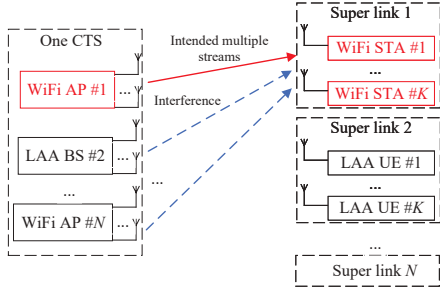 One CTS
WiFi AP #1
...
LAA BS #2
...
...
WiFi AP #N
...
Intended multiple
streams
Interference
...
Super link 1
WiFi STA #1
...
WiFi STA #K
Super link 2
LAA UE #1
...
LAA UE #K
...
Super link N